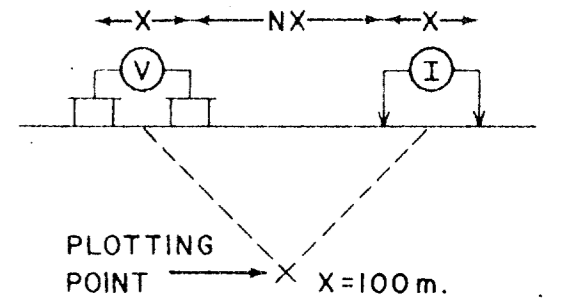 X NX X
V I
PLOTTING
POINT X = 100 m.